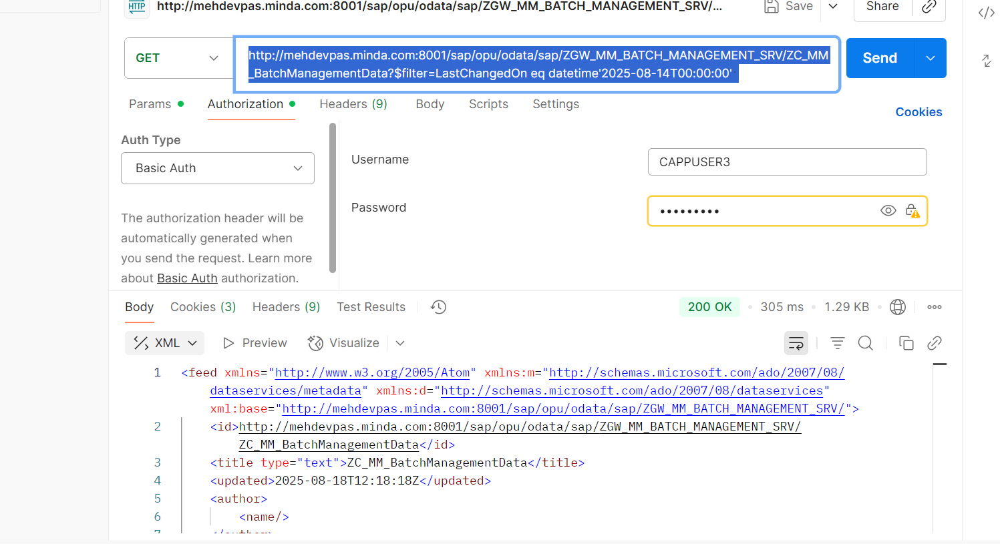 HTTP http://mehdevpas.minda.com:8001/sap/opu/odata/sap/ZGW_MM_BATCH_MANAGEMENT_SRV/... Save Share
GET http://mehdevpas.minda.com:8001/sap/opu/odata/sap/ZGW_MM_BATCH_MANAGEMENT_SRV/ZC_MM
_BatchManagementData?$filter=LastChangedOn eq datetime'2025-08-14T00:00:00'
Send
Params Authorization Headers (9) Body Scripts Settings
Cookies
Auth Type
Basic Auth
The authorization header will be
automatically generated when
you send the request. Learn more
about Basic Auth authorization.
Username CAPPUSER3
Password •••••••••
Body Cookies (3) Headers (9) Test Results 200 OK • 305 ms • 1.29 KB •
XML Preview Visualize
1 <feed xmlns="http://www.w3.org/2005/Atom" xmlns:m="http://schemas.microsoft.com/ado/2007/08/
dataservices/metadata" xmlns:d="http://schemas.microsoft.com/ado/2007/08/dataservices"
xml:base="http://mehdevpas.minda.com:8001/sap/opu/odata/sap/ZGW_MM_BATCH_MANAGEMENT_SRV/">
2 <id>http://mehdevpas.minda.com:8001/sap/opu/odata/sap/ZGW_MM_BATCH_MANAGEMENT_SRV/
ZC_MM_BatchManagementData</id>
3 <title type="text">ZC_MM_BatchManagementData</title>
4 <updated>2025-08-18T12:18:18Z</updated>
5 <author>
6 <name/>
7 </author>